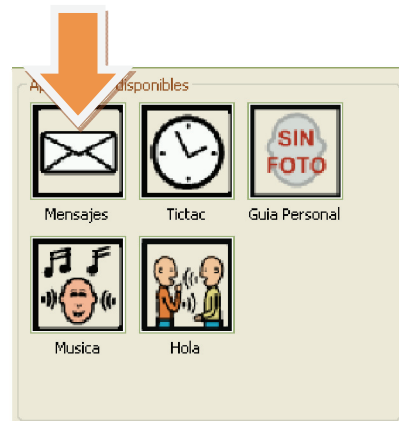 disponibles
SIN
FOTO
Mensajes Tictac Guia Personal
Musica Hola